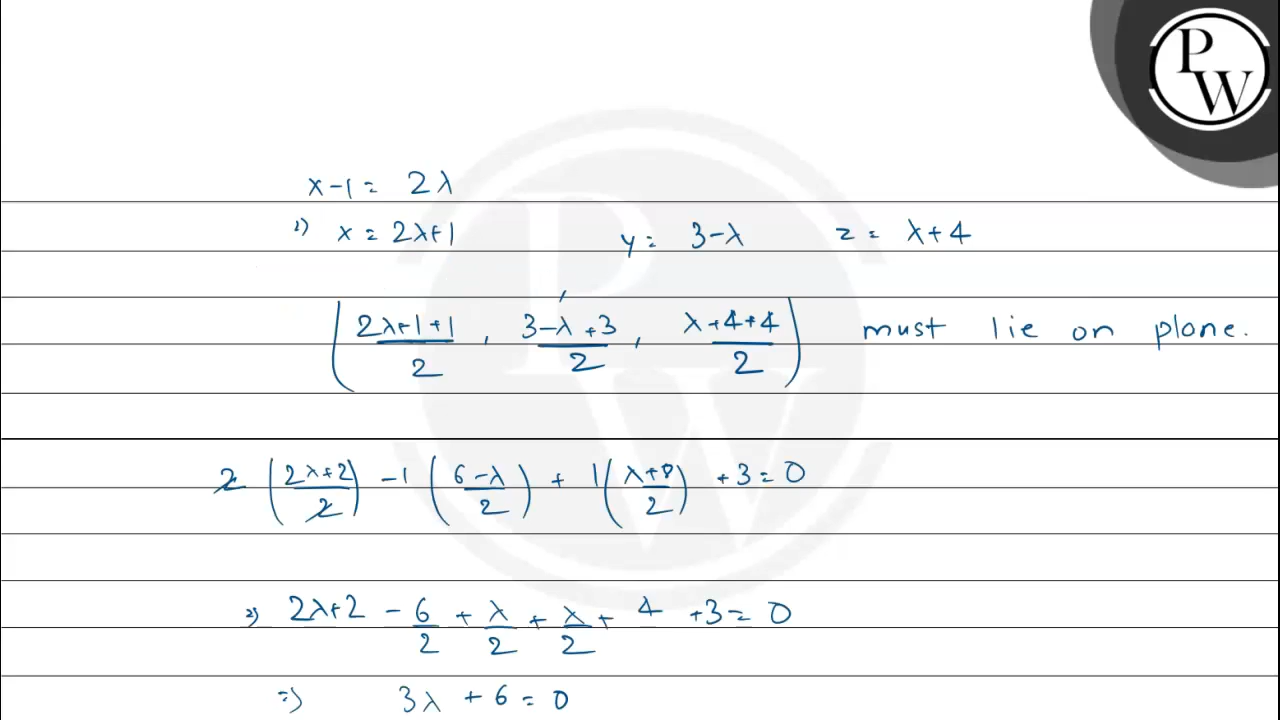 PW
x-1 = 2λ
⇒) x = 2λ+1 y = 3-λ z = λ+4
( (2λ+1+1)/2 , (3-λ+3)/2 , (λ+4+4)/2 ) must lie on plane.
2 ( (2λ+2)/2 ) -1 ( (6-λ)/2 ) + 1 ( (λ+8)/2 ) +3 = 0
⇒) 2λ+2 - 6/2 + λ/2 + λ/2 + 4 +3 = 0
⇒) 3λ + 6 = 0